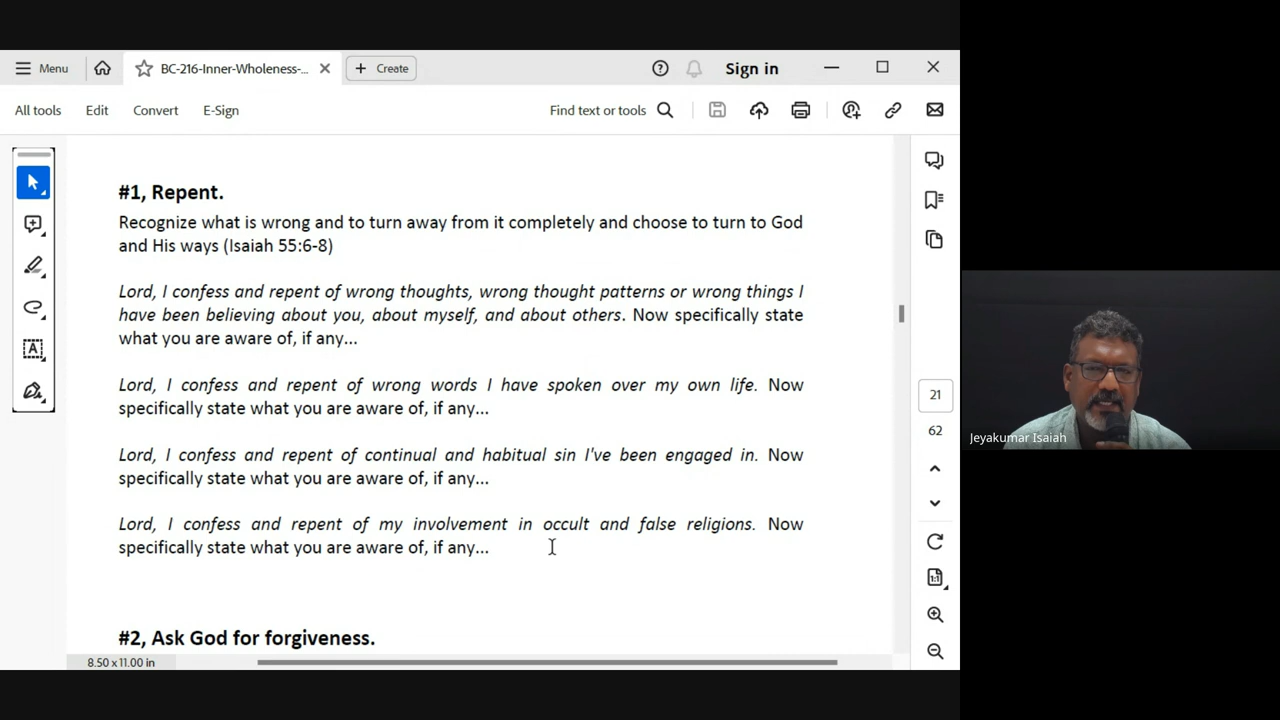 Menu
BC-216-Inner-Wholeness-...
Create
Sign in
All tools
Edit
Convert
E-Sign
Find text or tools
#1, Repent.
Recognize what is wrong and to turn away from it completely and choose to turn to God
and His ways (Isaiah 55:6-8)
Lord, I confess and repent of wrong thoughts, wrong thought patterns or wrong things I
have been believing about you, about myself, and about others. Now specifically state
what you are aware of, if any...
Lord, I confess and repent of wrong words I have spoken over my own life. Now
specifically state what you are aware of, if any...
Lord, I confess and repent of continual and habitual sin I've been engaged in. Now
specifically state what you are aware of, if any...
Lord, I confess and repent of my involvement in occult and false religions. Now
specifically state what you are aware of, if any...
#2, Ask God for forgiveness.
8.50 x 11.00 in
21
62
1:1
Jeyakumar Isaiah